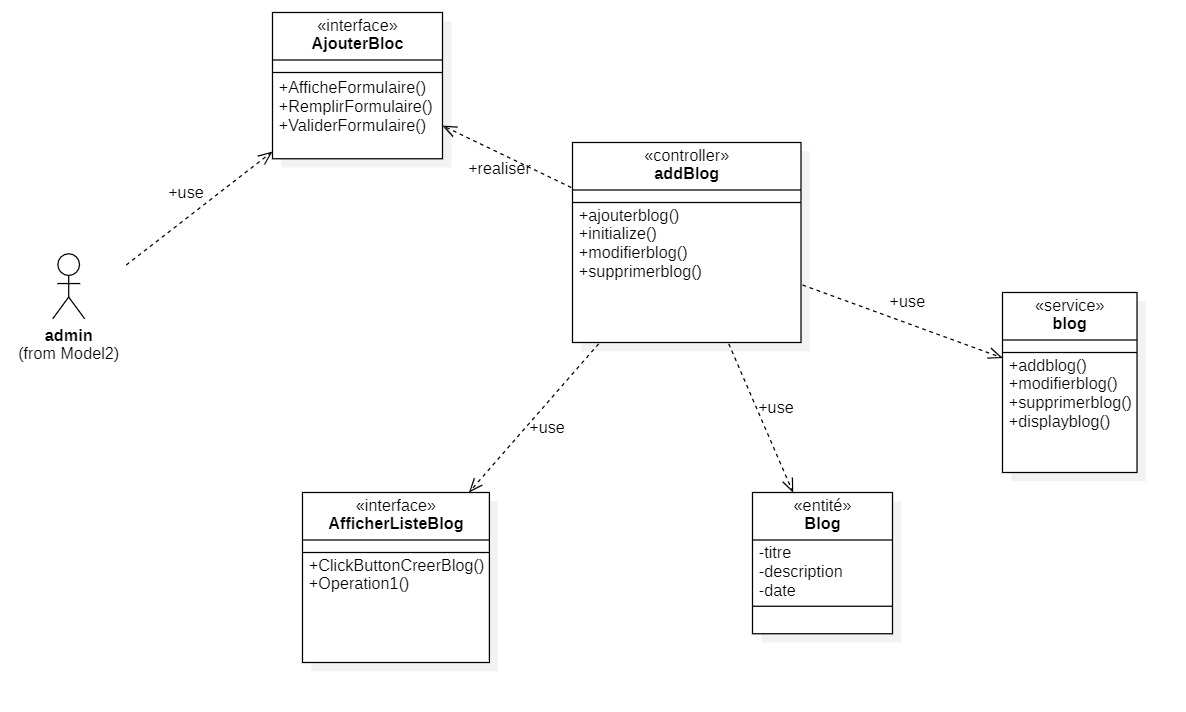 «interface»
AjouterBloc
+AfficheFormulaire()
+RemplirFormulaire()
+ValiderFormulaire()
+use
+realiser
«controller»
addBlog
+ajouterblog()
+initialize()
+modifierblog()
+supprimerblog()
admin
(from Model2)
+use
«service»
blog
+addblog()
+modifierblog()
+supprimerblog()
+displayblog()
+use
+use
«interface»
AfficherListeBlog
+ClickButtonCreerBlog()
+Operation1()
«entité»
Blog
-titre
-description
-date